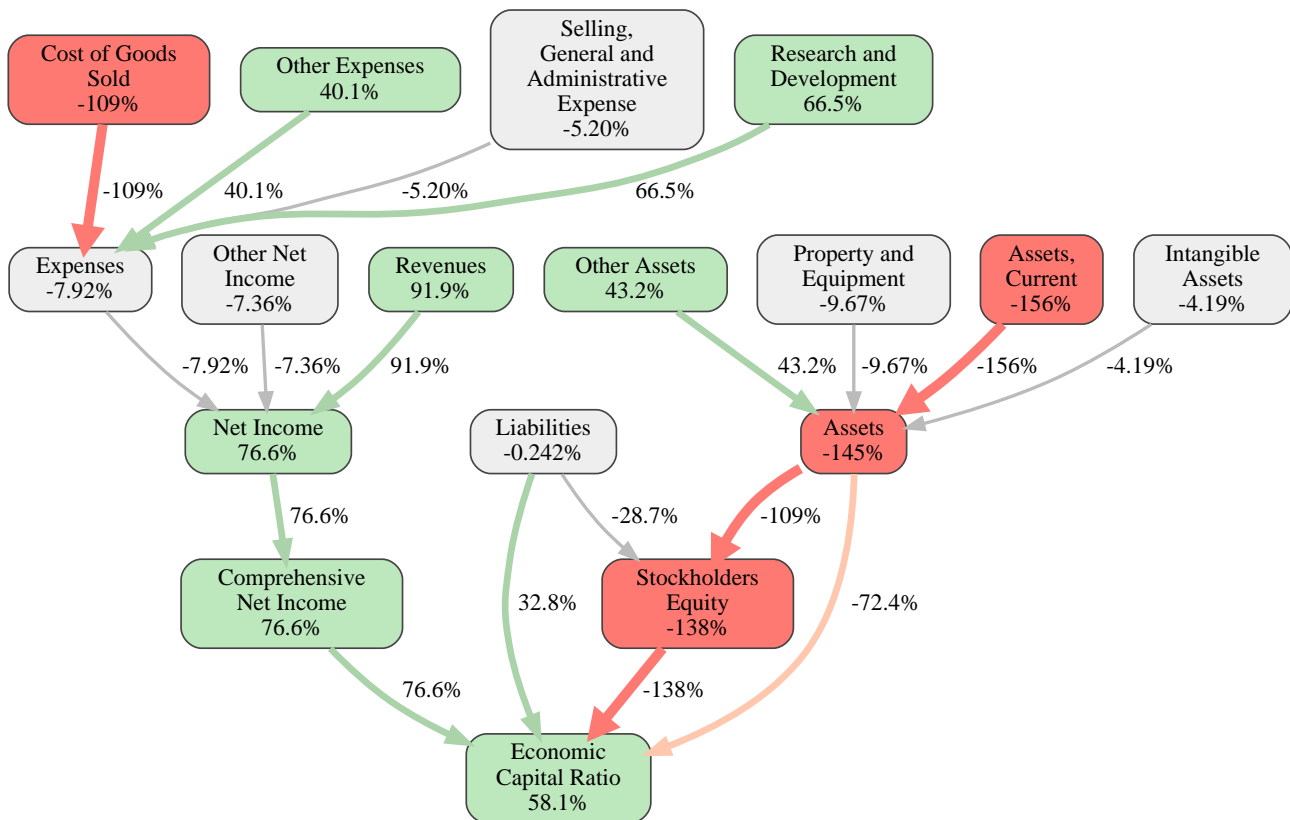 Cost of Goods
Sold
-109%
Other Expenses
40.1%
Selling,
General and
Administrative
Expense
-5.20%
Research and
Development
66.5%
-109%
40.1%
-5.20%
66.5%
Expenses
-7.92%
Other Net
Income
-7.36%
Revenues
91.9%
Other Assets
43.2%
Property and
Equipment
-9.67%
Assets,
Current
-156%
Intangible
Assets
-4.19%
-7.92%
-7.36%
91.9%
43.2%
-9.67%
-156%
-4.19%
Net Income
76.6%
Liabilities
-0.242%
Assets
-145%
76.6%
-28.7%
-109%
Comprehensive
Net Income
76.6%
32.8%
Stockholders
Equity
-138%
-72.4%
76.6%
-138%
Economic
Capital Ratio
58.1%